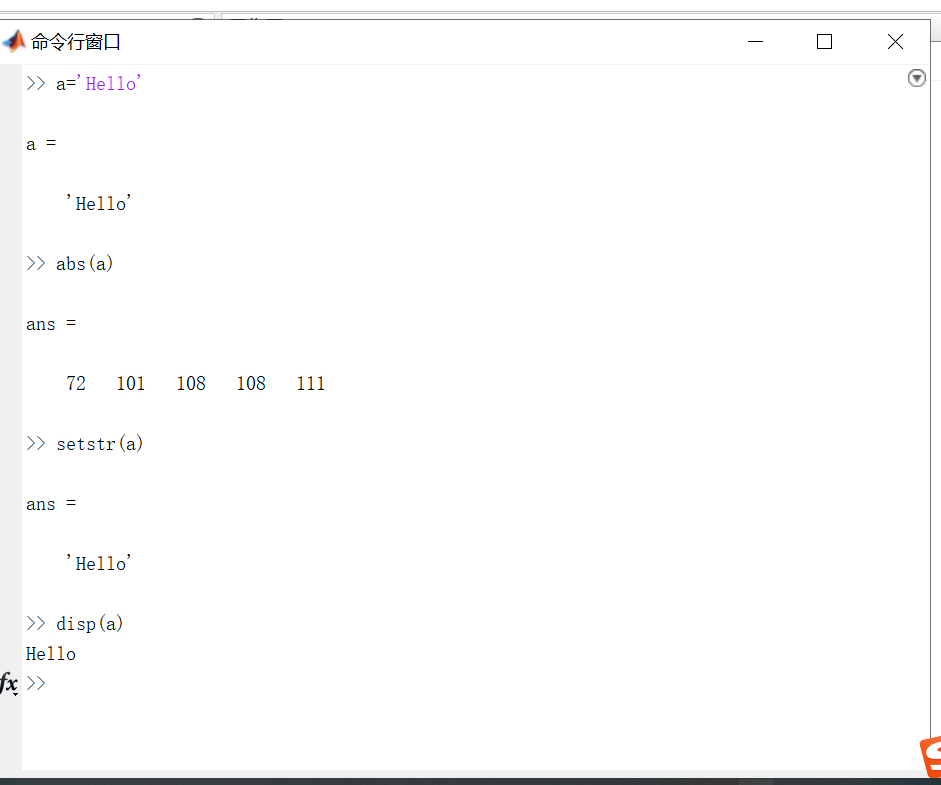 命令行窗口
>> a='Hello'
a =
'Hello'
>> abs(a)
ans =
72 101 108 108 111
>> setstr(a)
ans =
'Hello'
>> disp(a)
Hello
fx >>